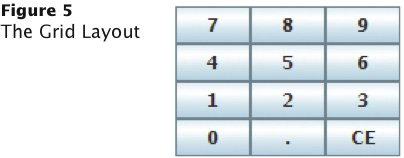 Figure 5
The Grid Layout
7 8 9
4 5 6
1 2 3
0 . CE